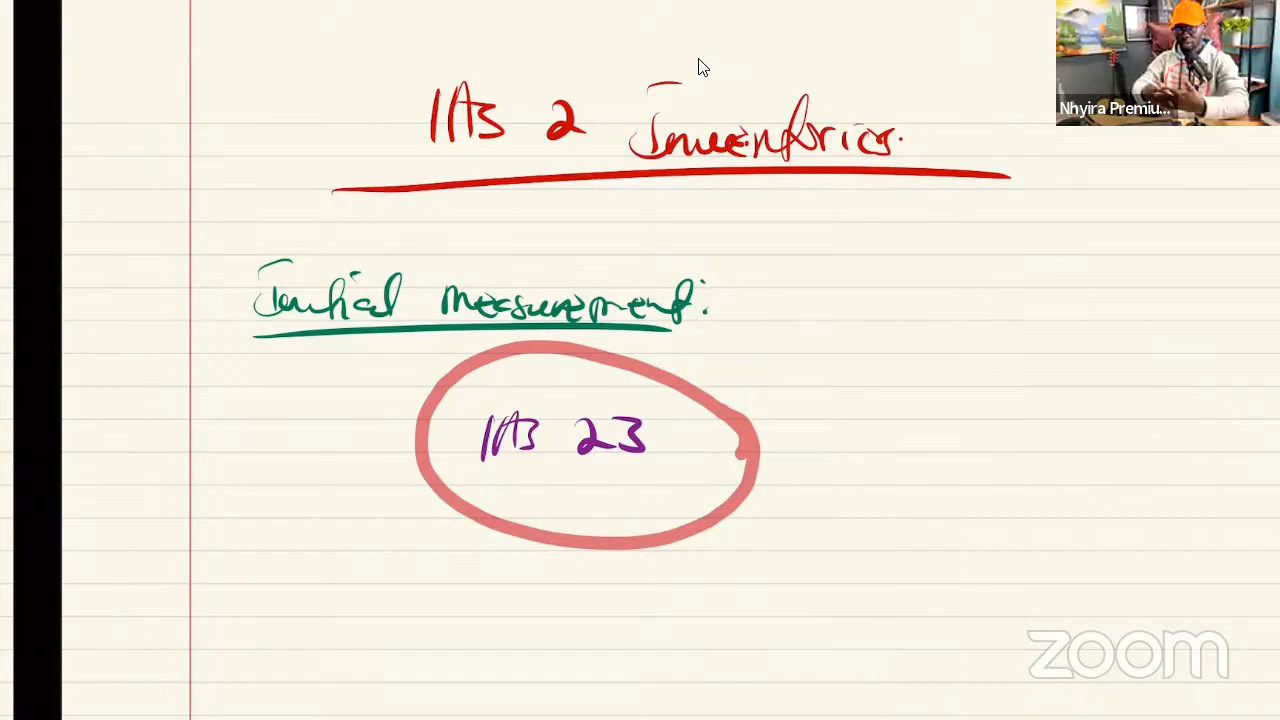 IAS 2 Inventories.
Nhyira Premiu...
Initial measurement:
IAS 23
zoom